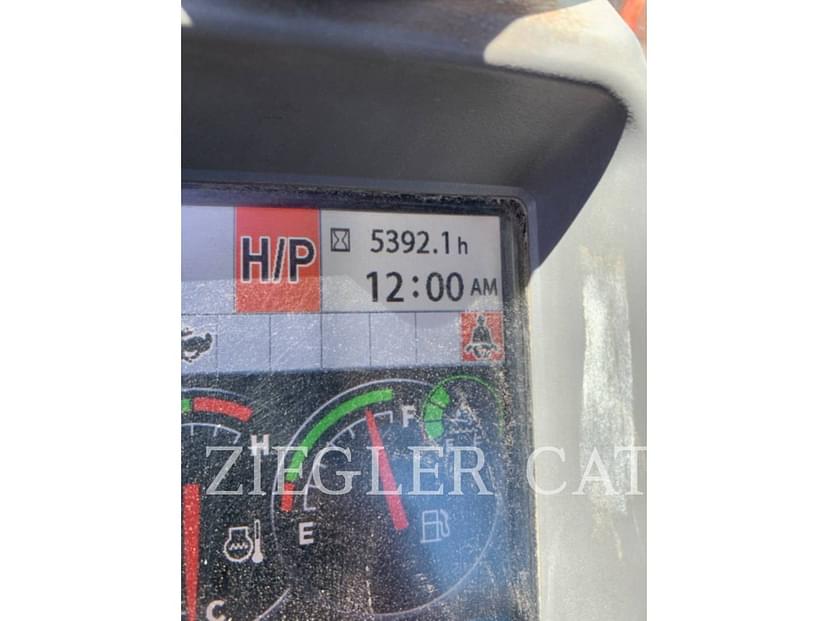 H/P
5392.1 h
12:00 AM
F
H
ZIEGLER CAT
E
C